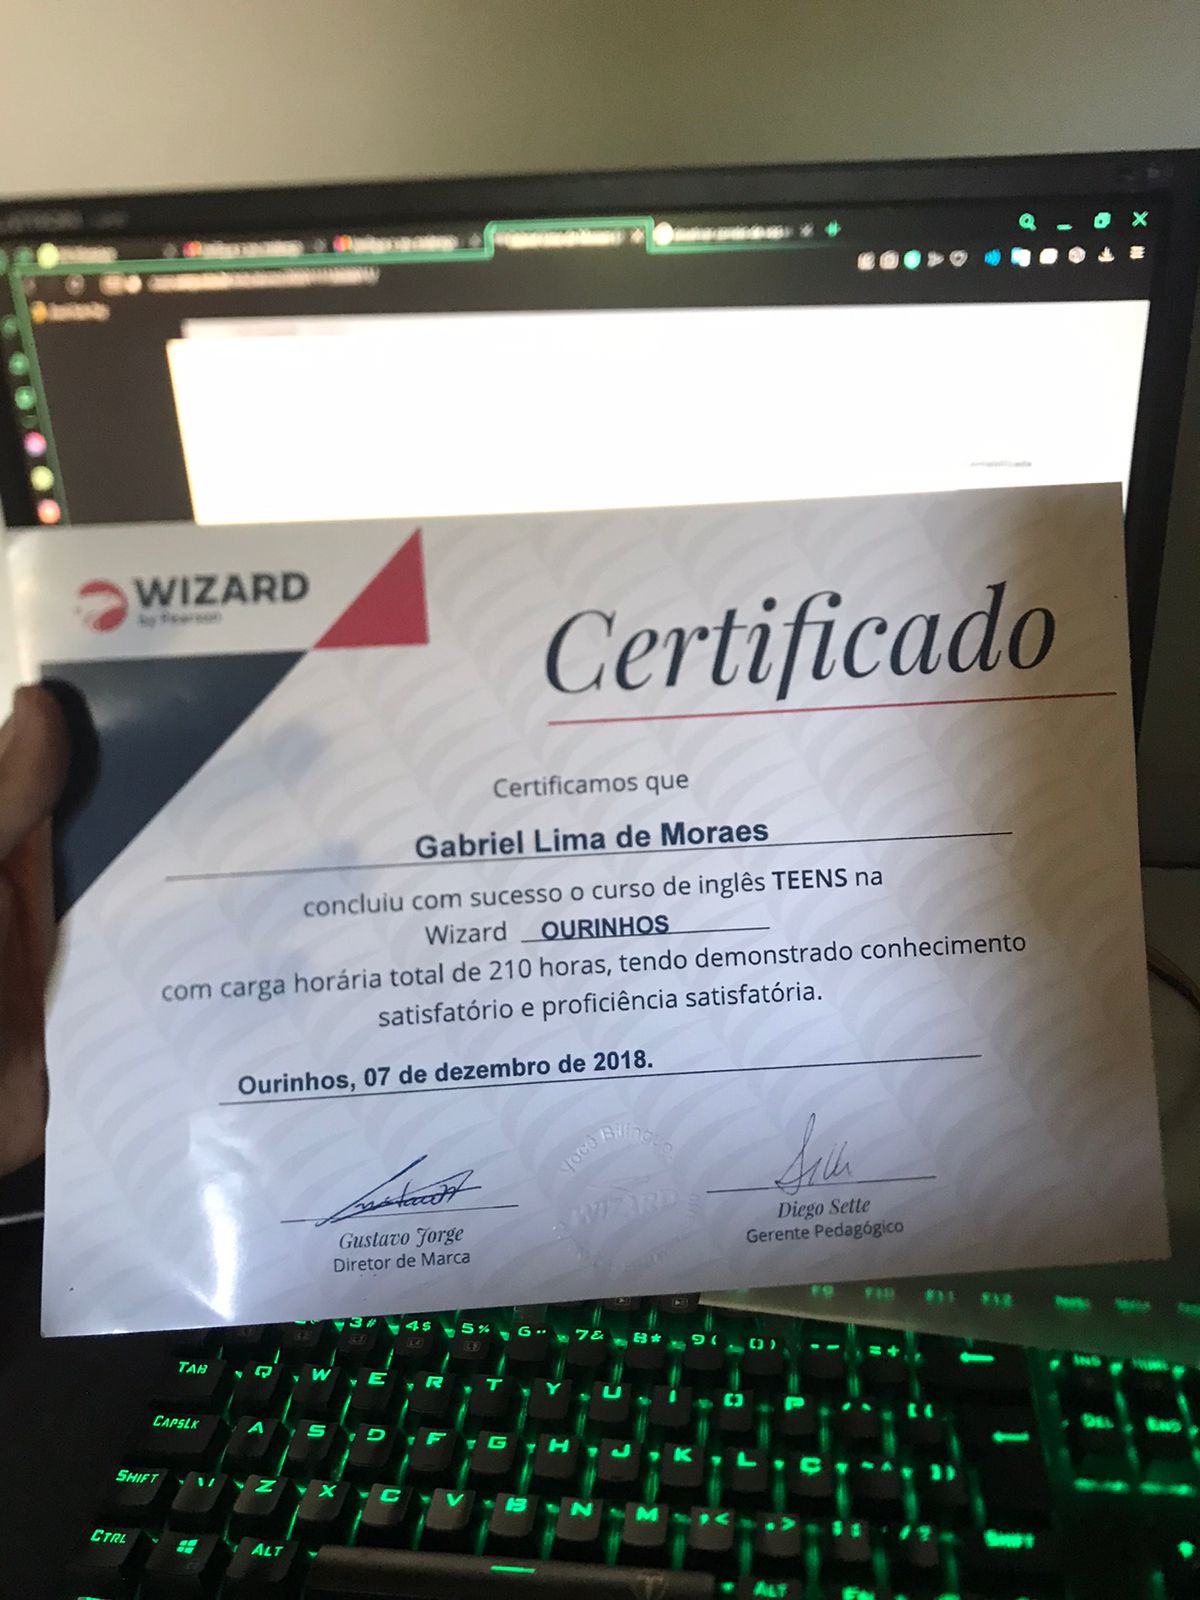 WIZARD
by Pearson
Certificado
Certificamos que
Gabriel Lima de Moraes
concluiu com sucesso o curso de inglês TEENS na
Wizard OURINHOS
com carga horária total de 210 horas, tendo demonstrado conhecimento
satisfatório e proficiência satisfatória.
Ourinhos, 07 de dezembro de 2018.
Você Bilíngue.
WIZARD
Gustavo Jorge
Diretor de Marca
Diego Sette
Gerente Pedagógico
F9 F10 F11 F12
3# 4$ 5% 6¨ 7& 8* 9( 0) - = +
TAB Q W E R T Y U I O P
CAPSLK A S D F G H J K L Ç ~^ ]}
SHIFT \| Z X C V B N M ,< .> ;: /? SHIFT
CTRL ALT ALT FN
INS
DEL END